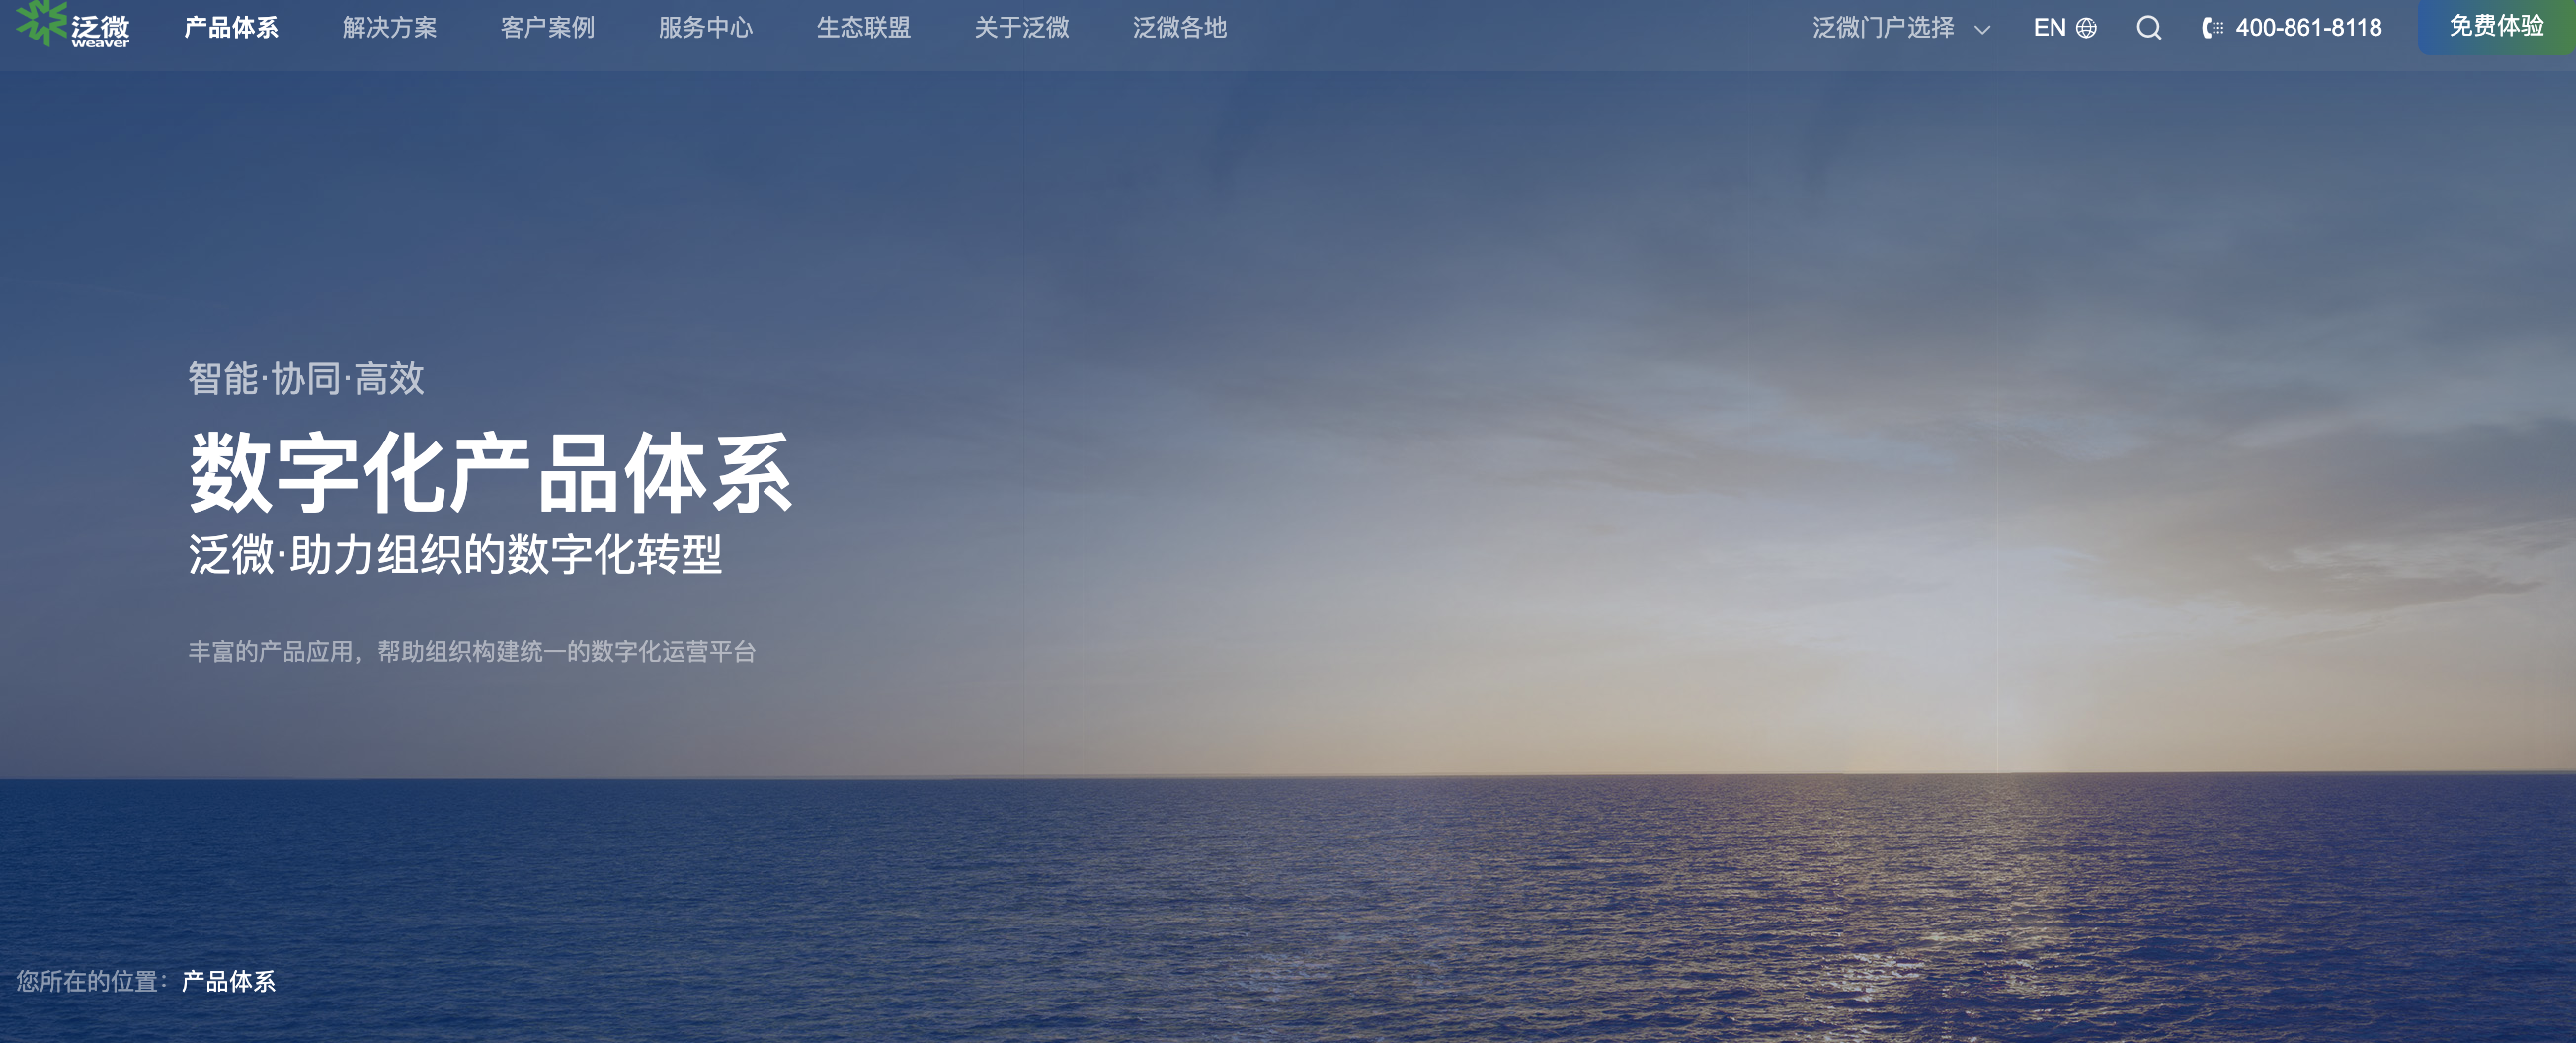 泛微
weaver
产品体系 解决方案 客户案例 服务中心 生态联盟 关于泛微 泛微各地 泛微门户选择 EN 400-861-8118 免费体验
智能·协同·高效
数字化产品体系
泛微·助力组织的数字化转型
丰富的产品应用，帮助组织构建统一的数字化运营平台
您所在的位置：产品体系